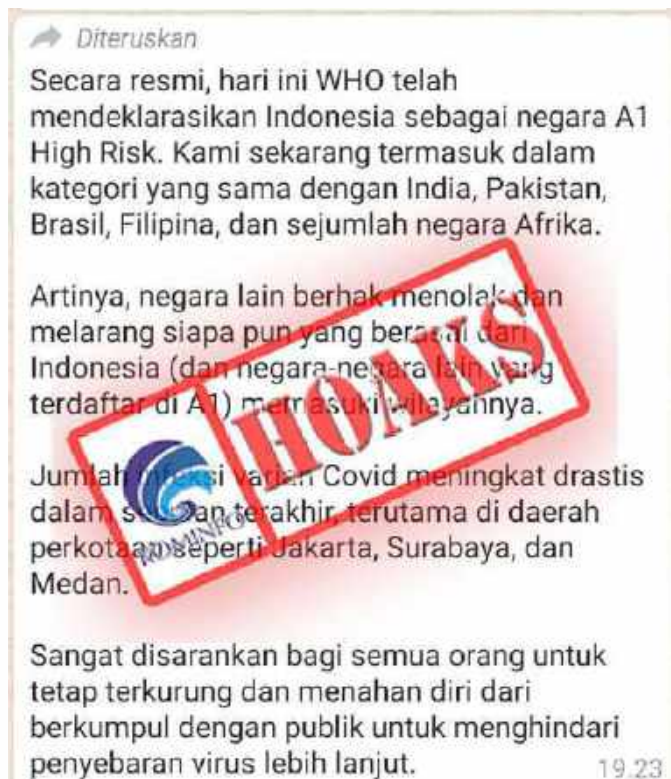 Diteruskan
Secara resmi, hari ini WHO telah
mendeklarasikan Indonesia sebagai negara A1
High Risk. Kami sekarang termasuk dalam
kategori yang sama dengan India, Pakistan,
Brasil, Filipina, dan sejumlah negara Afrika.
Artinya, negara lain berhak menolak dan
melarang siapa pun yang berasal dari
Indonesia (dan negara-negara lain yang
terdaftar di A1) memasuki wilayahnya.
Jumlah infeksi varian Covid meningkat drastis
dalam terakhir, terutama di daerah
perkotaan seperti Jakarta, Surabaya, dan
Medan.
KOMINFO
HOAKS
Sangat disarankan bagi semua orang untuk
tetap terkurung dan menahan diri dari
berkumpul dengan publik untuk menghindari
penyebaran virus lebih lanjut.
19.23